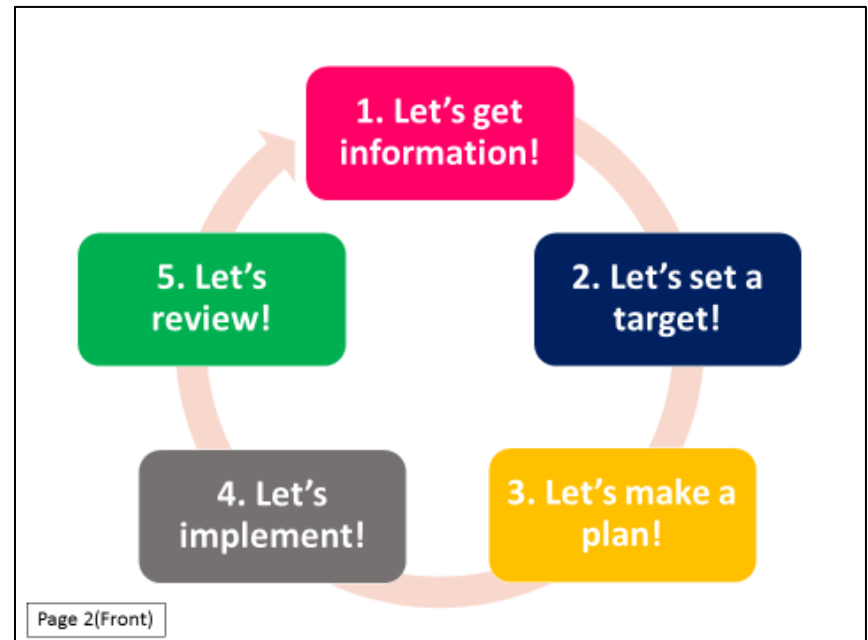 1. Let’s get
information!
2. Let’s set a
target!
3. Let’s make a
plan!
4. Let’s
implement!
5. Let’s
review!
Page 2(Front)